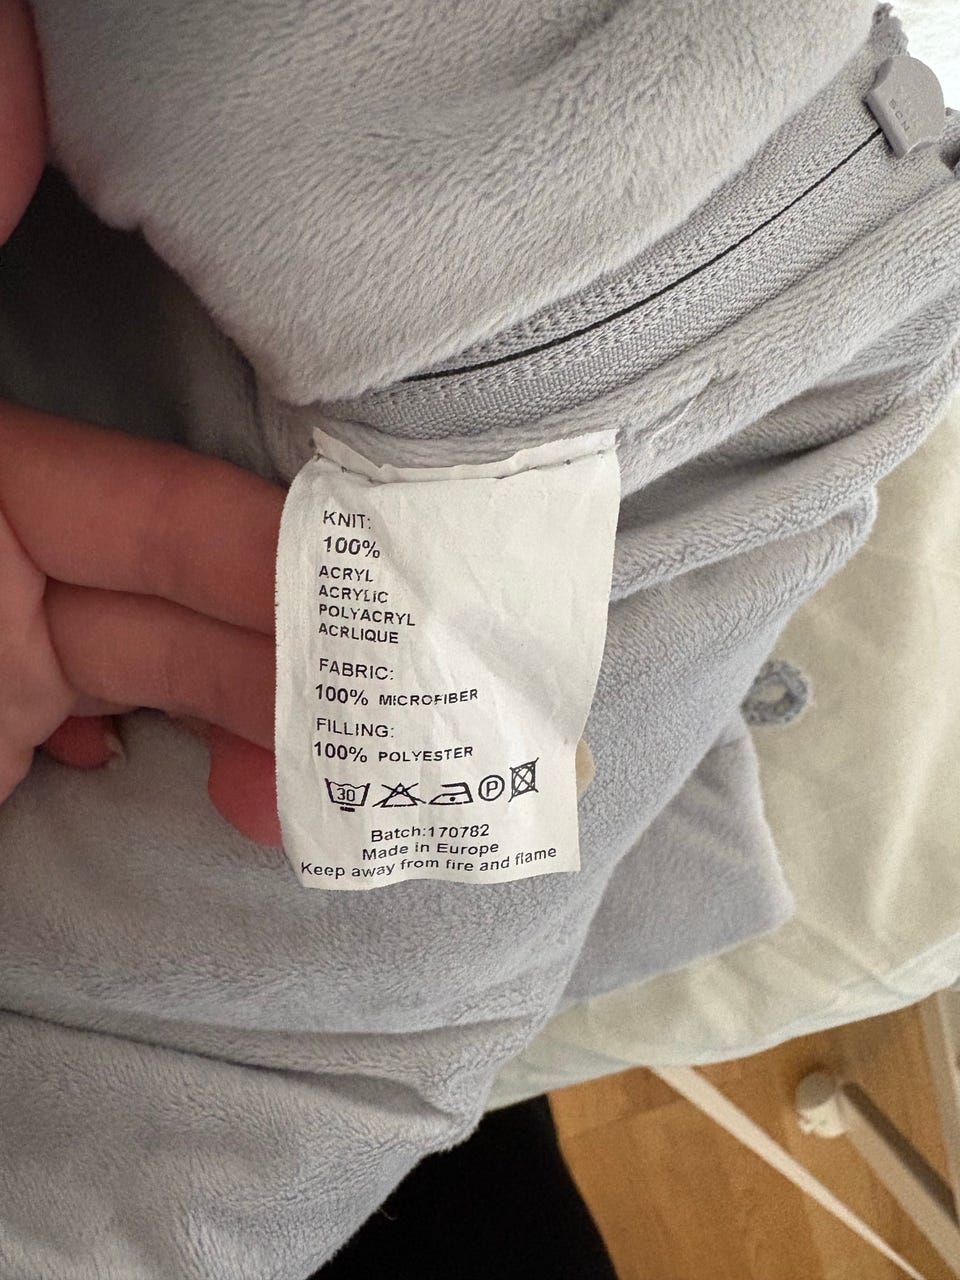 KNIT:
100%
ACRYL
ACRYLIC
POLYACRYL
ACRLIQUE
FABRIC:
100% MICROFIBER
FILLING:
100% POLYESTER
30 P
Batch:170782
Made in Europe
Keep away from fire and flame